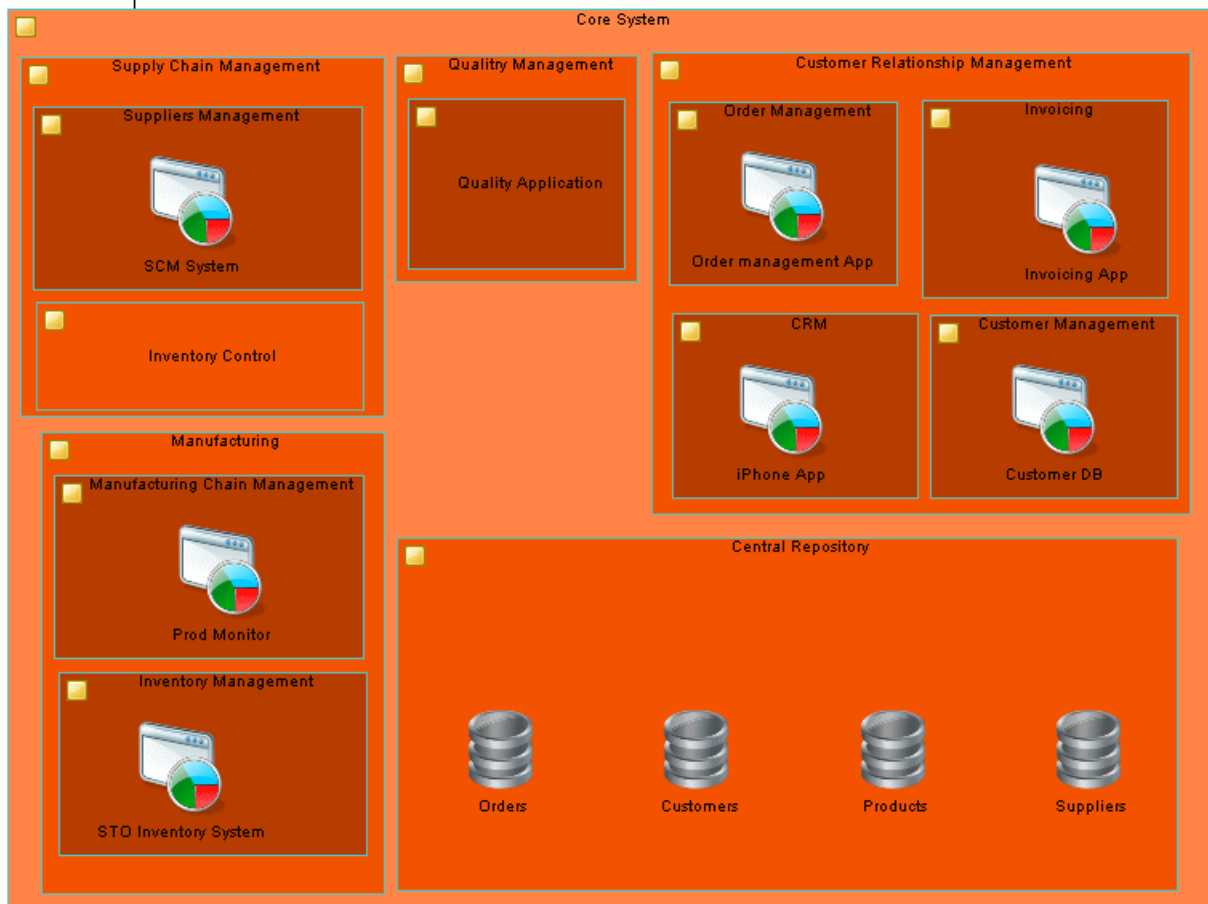 Core System
Supply Chain Management
Suppliers Management
SCM System
Inventory Control
Qualitry Management
Quality Application
Customer Relationship Management
Order Management
Order management App
Invoicing
Invoicing App
CRM
iPhone App
Customer Management
Customer DB
Manufacturing
Manufacturing Chain Management
Prod Monitor
Inventory Management
STO Inventory System
Central Repository
Orders
Customers
Products
Suppliers